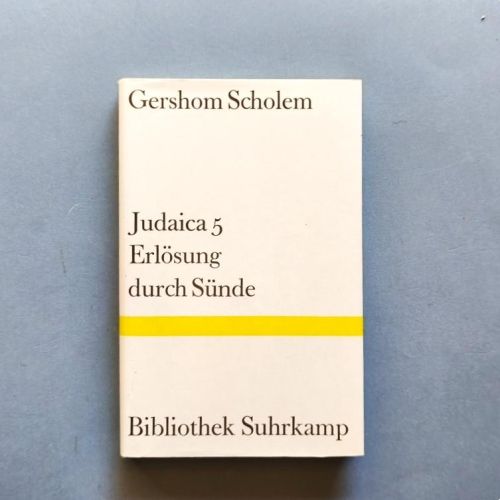 Gershom Scholem
Judaica 5
Erlösung
durch Sünde
Bibliothek Suhrkamp